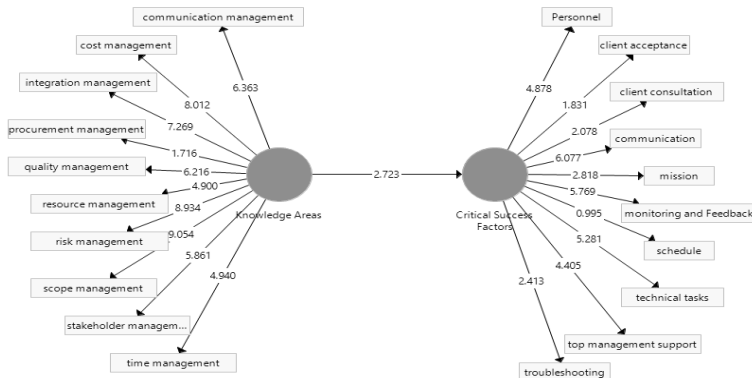 communication management
cost management
integration management
procurement management
quality management
resource management
risk management
scope management
stakeholder managem...
time management
6.363
8.012
7.269
1.716
6.216
4.900
8.934
9.054
5.861
4.940
Knowledge Areas
2.723
Critical Success
Factors
4.878
1.831
2.078
6.077
2.818
5.769
0.995
5.281
4.405
2.413
Personnel
client acceptance
client consultation
communication
mission
monitoring and Feedback
schedule
technical tasks
top management support
troubleshooting